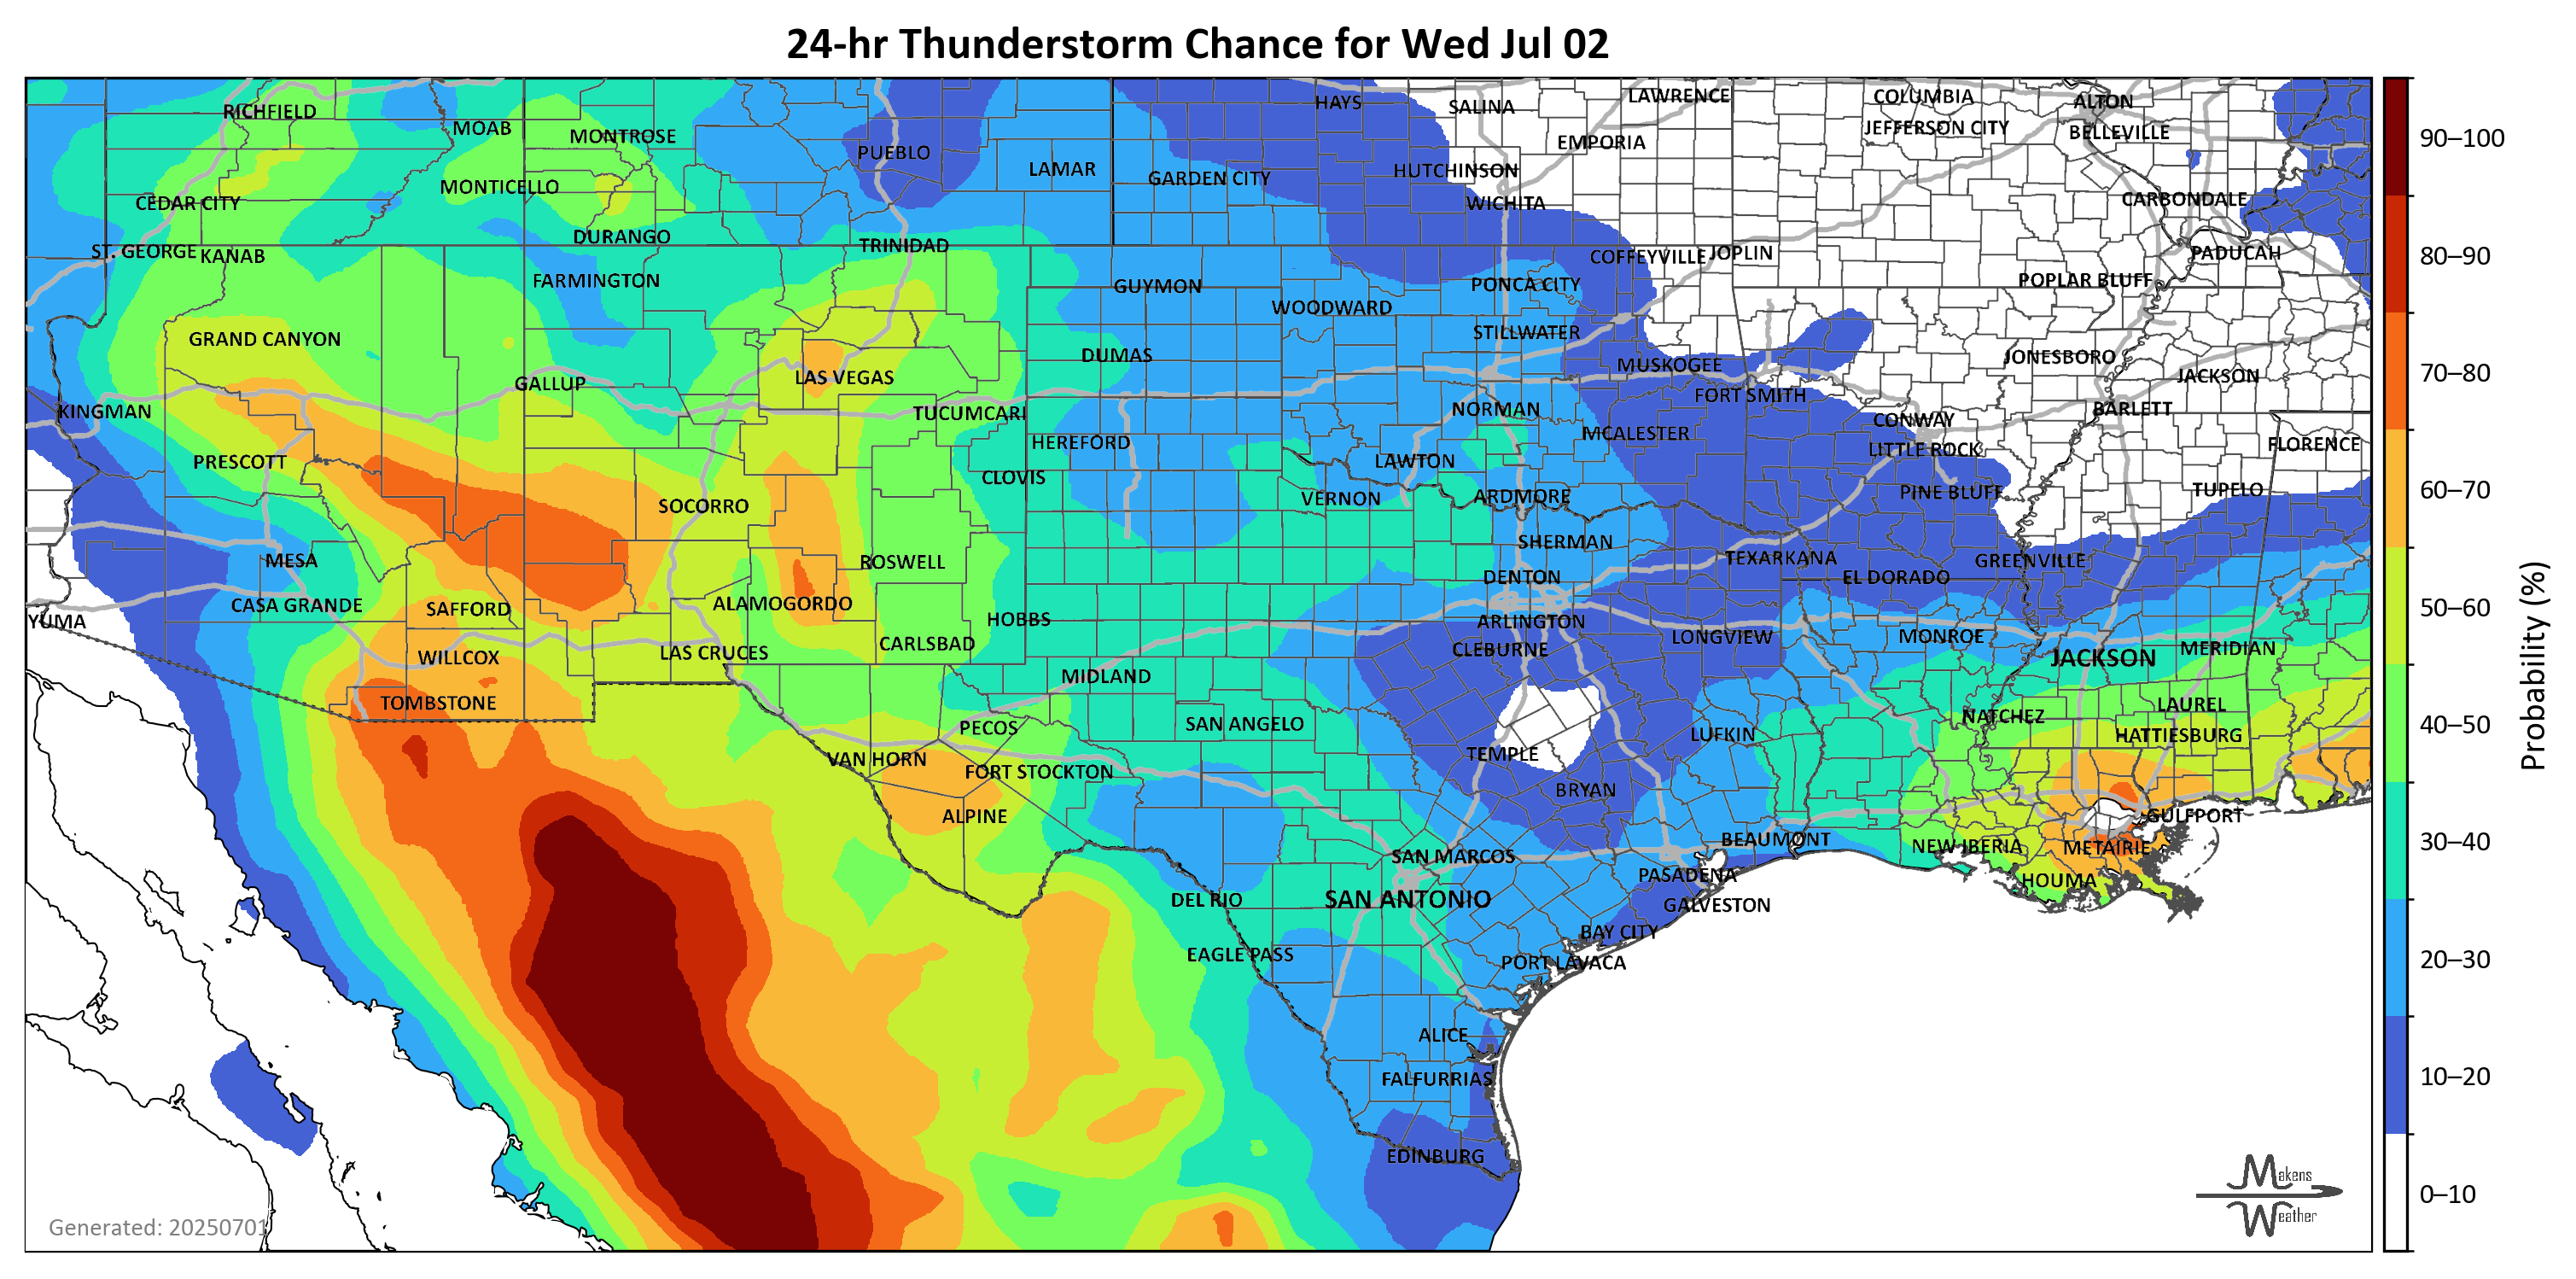 24-hr Thunderstorm Chance for Wed Jul 02
HAYS
SALINA
LAWRENCE
COLUMBIA
ALTON
RICHFIELD
MOAB
MONTROSE
PUEBLO
EMPORIA
JEFFERSON CITY
BELLEVILLE
90–100
LAMAR
GARDEN CITY
HUTCHINSON
MONTICELLO
CEDAR CITY
WICHITA
CARBONDALE
DURANGO
TRINIDAD
ST. GEORGE
KANAB
COFFEYVILLE
JOPLIN
PADUCAH
80–90
FARMINGTON
GUYMON
PONCA CITY
POPLAR BLUFF
WOODWARD
GRAND CANYON
STILLWATER
DUMAS
JONESBORO
MUSKOGEE
LAS VEGAS
JACKSON
70–80
GALLUP
FORT SMITH
KINGMAN
TUCUMCARI
NORMAN
BARLETT
CONWAY
HEREFORD
MCALESTER
LITTLE ROCK
FLORENCE
PRESCOTT
CLOVIS
LAWTON
VERNON
ARDMORE
PINE BLUFF
TUPELO
60–70
SOCORRO
SHERMAN
MESA
ROSWELL
TEXARKANA
GREENVILLE
DENTON
EL DORADO
CASA GRANDE
SAFFORD
ALAMOGORDO
50–60
YUMA
HOBBS
ARLINGTON
WILLCOX
LAS CRUCES
CARLSBAD
CLEBURNE
LONGVIEW
MONROE
JACKSON
MERIDIAN
Probability (%)
TOMBSTONE
MIDLAND
PECOS
SAN ANGELO
NATCHEZ
LAUREL
40–50
VAN HORN
FORT STOCKTON
TEMPLE
LUFKIN
HATTIESBURG
ALPINE
BRYAN
GULFPORT
SAN MARCOS
BEAUMONT
NEW IBERIA
METAIRIE
30–40
DEL RIO
SAN ANTONIO
PASADENA
HOUMA
GALVESTON
EAGLE PASS
BAY CITY
PORT LAVACA
20–30
ALICE
FALFURRIAS
10–20
EDINBURG
Makens
Weather
0–10
Generated: 20250701